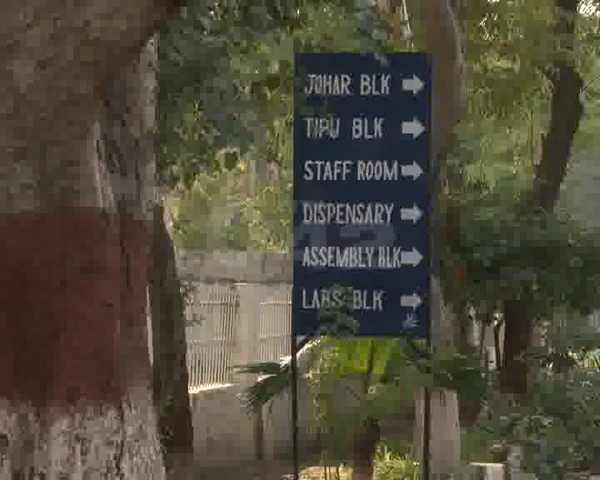 JOHAR BLK
TIPU BLK
STAFF ROOM
DISPENSARY
ASSEMBLY BLK
LABS BLK